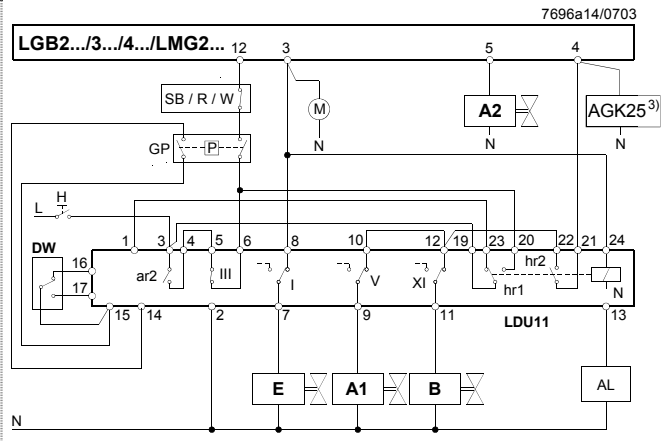 7696a14/0703
LGB2.../3.../4.../LMG2...
12 3 5 4
SB / R / W
M
A2
AGK25³⁾
GP P
N N N
H
L
DW
1 3 4 5 6 8 10 12 19 23 20 22 21 24
16
ar2 III I V XI hr2
17
hr1 N
15 14 2 7 9 11 LDU11 13
E A1 B AL
N